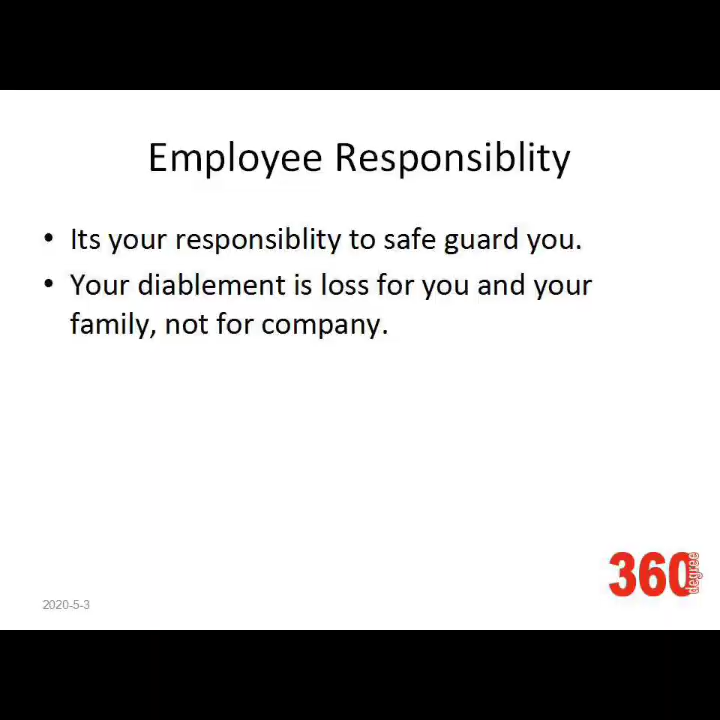 Employee Responsiblity
• Its your responsiblity to safe guard you.
• Your diablement is loss for you and your
family, not for company.
360 degree
2020-5-3